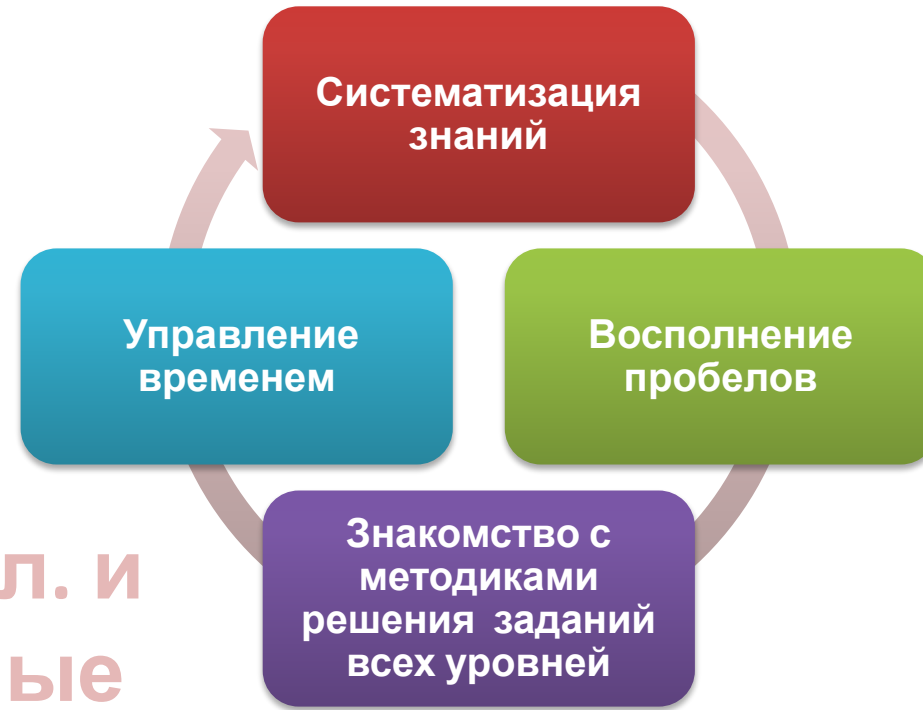 Систематизация
знаний
Управление
временем
Восполнение
пробелов
Знакомство с
методиками
решения заданий
всех уровней
л. и
ые